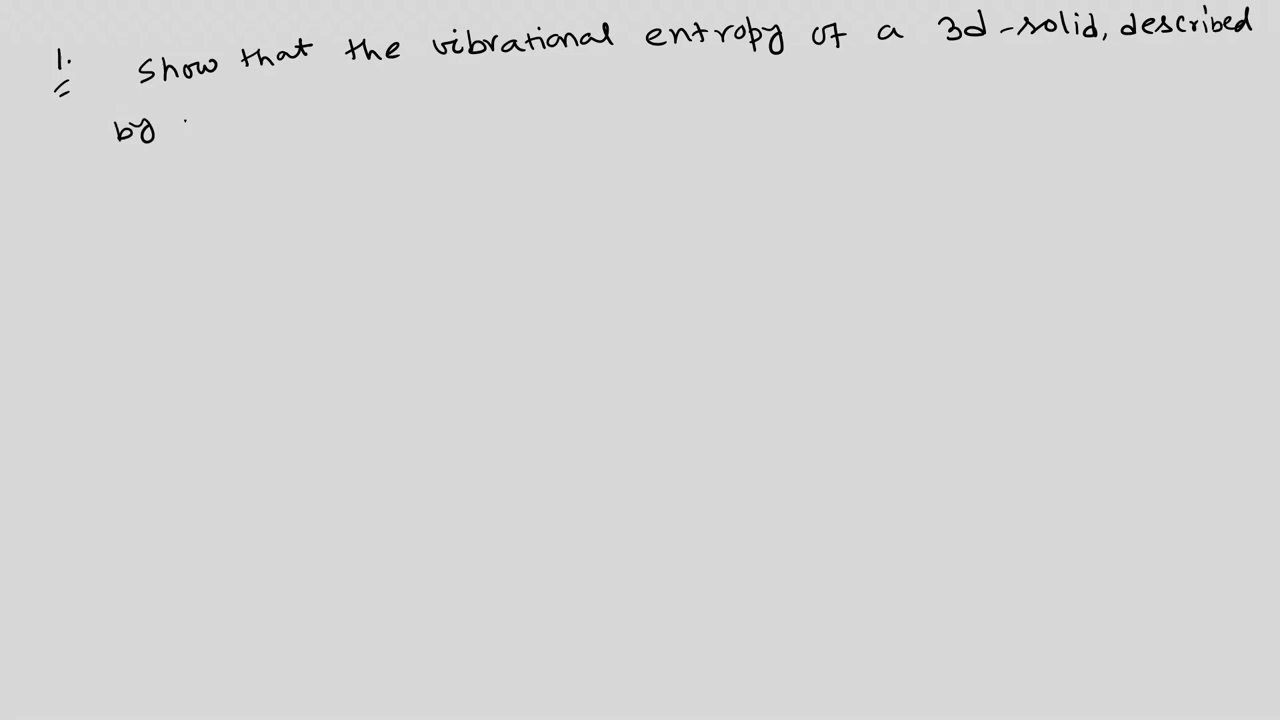 1. Show that the vibrational entropy of a 3d-solid, described
by